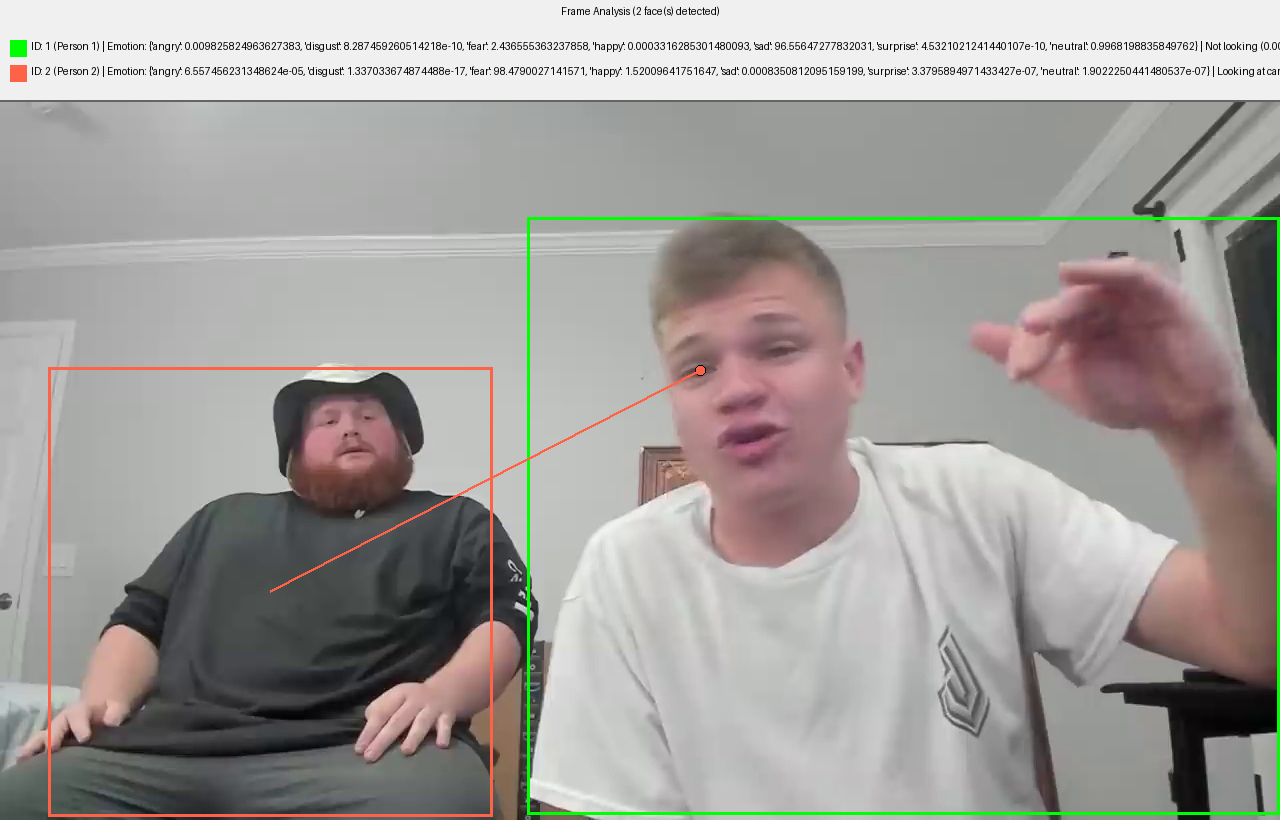 Frame Analysis (2 face(s) detected)
ID: 1 (Person 1) | Emotion: {'angry': 0.009825824963627383, 'disgust': 8.287459260514218e-10, 'fear': 2.436555363237858, 'happy': 0.0003316285301480093, 'sad': 96.55647277832031, 'surprise': 4.5321021241440107e-10, 'neutral': 0.9968198835849762} | Not looking (0.00
ID: 2 (Person 2) | Emotion: {'angry': 6.557456231348624e-05, 'disgust': 1.337033674874488e-17, 'fear': 98.4790027141571, 'happy': 1.52009641751647, 'sad': 0.0008350812095159199, 'surprise': 3.3795894971433427e-07, 'neutral': 1.9022250441480537e-07} | Looking at car